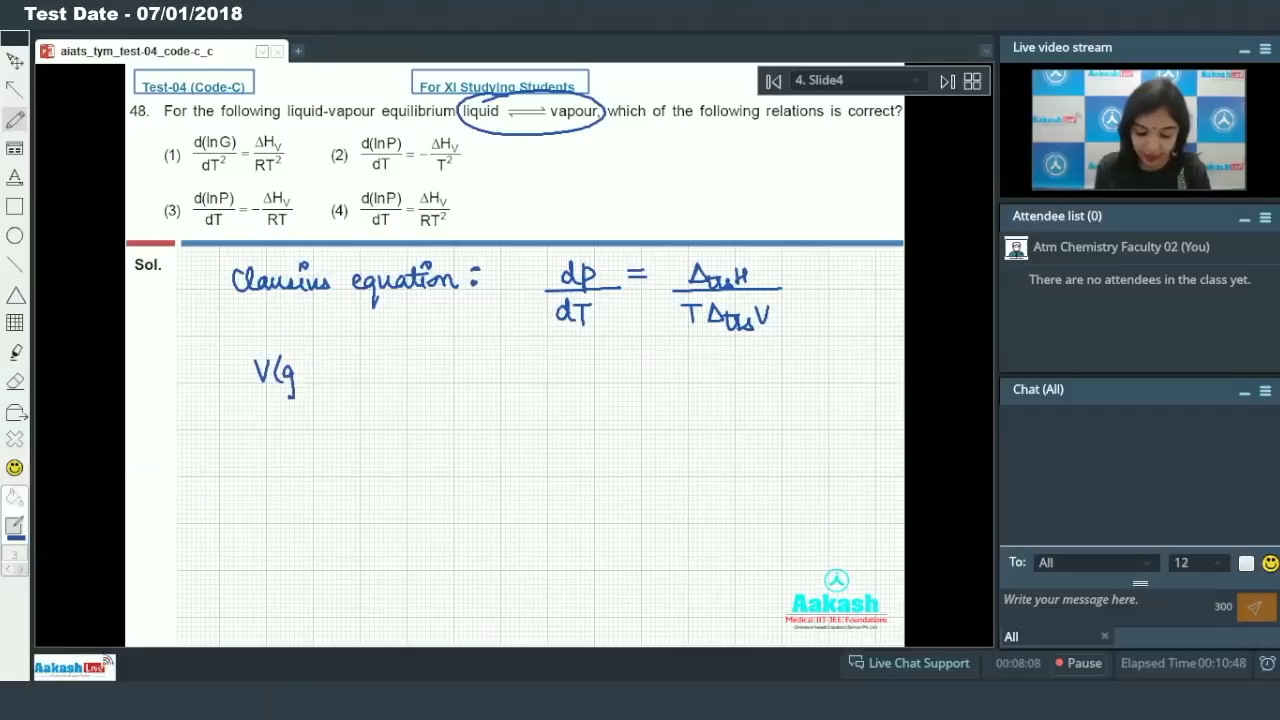 Test Date - 07/01/2018
aiats_tym_test-04_code-c_c
Test-04 (Code-C)
For XI Studying Students
4. Slide4
48. For the following liquid-vapour equilibrium liquid ⇌ vapour, which of the following relations is correct?
(1) d(lnG)/dT² = ΔHV/RT² (2) d(lnP)/dT = -ΔHV/T²
(3) d(lnP)/dT = -ΔHV/RT (4) d(lnP)/dT = ΔHV/RT²
Sol.
Clausius equation : dp/dT = ΔtrsH/TΔtrsV
V(g
Aakash
Medical|IIT-JEE|Foundations
Aakash Live
3
Live video stream
Attendee list (0)
Atm Chemistry Faculty 02 (You)
There are no attendees in the class yet.
Chat (All)
To: All 12
Write your message here.
300
All
Live Chat Support 00:08:08 Pause Elapsed Time 00:10:48